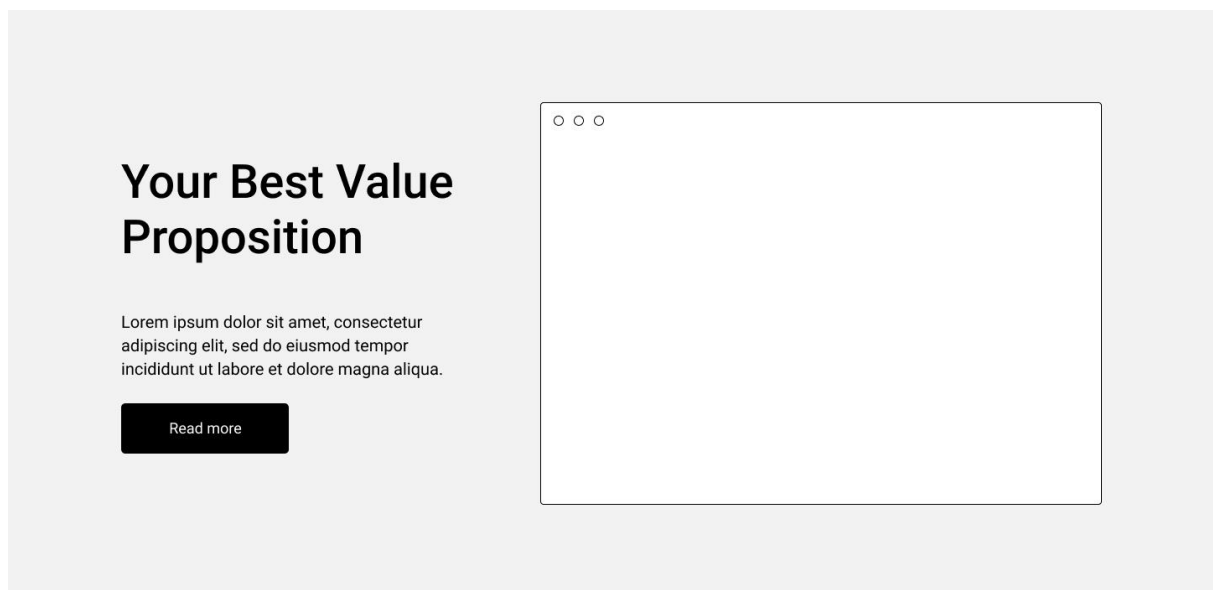 Your Best Value
Proposition
Lorem ipsum dolor sit amet, consectetur
adipiscing elit, sed do eiusmod tempor
incididunt ut labore et dolore magna aliqua.
Read more